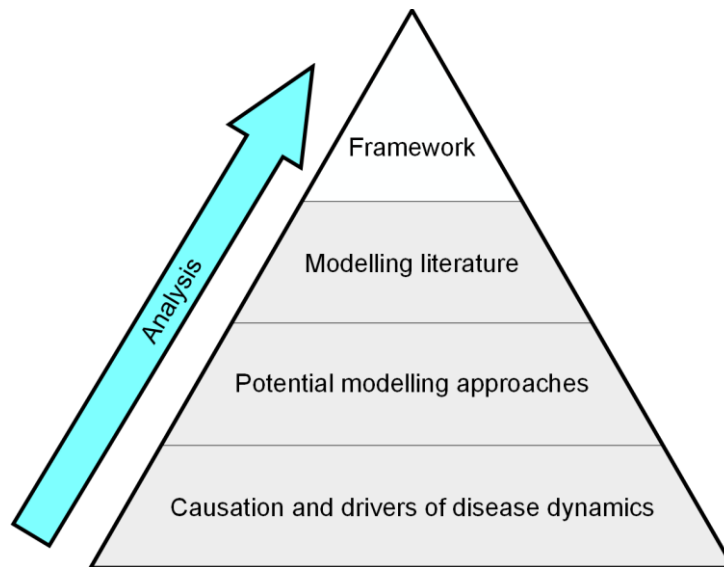 Framework
Modelling literature
Analysis
Potential modelling approaches
Causation and drivers of disease dynamics